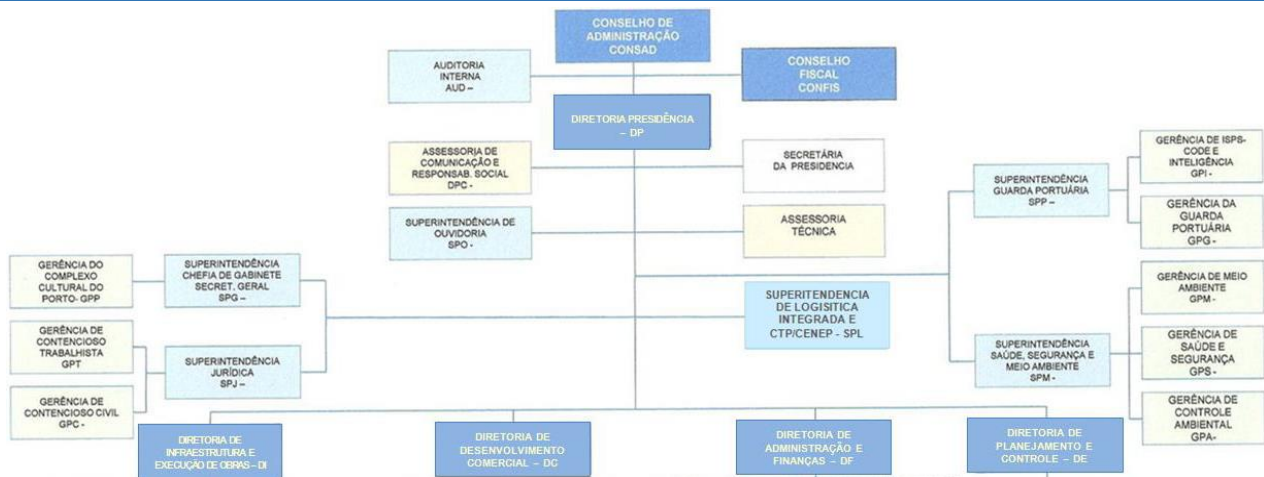 CONSELHO DE
ADMINISTRAÇÃO
CONSAD
AUDITORIA
INTERNA
AUD –
CONSELHO
FISCAL
CONFIS
DIRETORIA PRESIDÊNCIA
– DP
ASSESSORIA DE
COMUNICAÇÃO E
RESPONSAB. SOCIAL
DPC -
SECRETÁRIA
DA PRESIDENCIA
SUPERINTENDÊNCIA DE
OUVIDORIA
SPO -
ASSESSORIA
TÉCNICA
SUPERINTENDÊNCIA
GUARDA PORTUÁRIA
SPP –
GERÊNCIA DE ISPS-
CODE E
INTELIGÊNCIA
GPI -
GERÊNCIA DA
GUARDA
PORTUÁRIA
GPG -
GERÊNCIA DO
COMPLEXO
CULTURAL DO
PORTO- GPP
SUPERINTENDÊNCIA
CHEFIA DE GABINETE
SECRET. GERAL
SPG –
GERÊNCIA DE
CONTENCIOSO
TRABALHISTA
GPT
SUPERINTENDÊNCIA
JURÍDICA
SPJ –
GERÊNCIA DE
CONTENCIOSO CIVIL
GPC -
SUPERITENDENCIA
DE LOGISITICA
INTEGRADA E
CTP/CENEP - SPL
GERÊNCIA DE MEIO
AMBIENTE
GPM -
SUPERINTENDÊNCIA
SAÚDE, SEGURANÇA E
MEIO AMBIENTE
SPM -
GERÊNCIA DE
SAÚDE E
SEGURANÇA
GPS -
GERÊNCIA DE
CONTROLE
AMBIENTAL
GPA-
DIRETORIA DE
INFRAESTRUTURA E
EXECUÇÃO DE OBRAS – DI
DIRETORIA DE
DESENVOLVIMENTO
COMERCIAL – DC
DIRETORIA DE
ADMINISTRAÇÃO E
FINANÇAS – DF
DIRETORIA DE
PLANEJAMENTO E
CONTROLE – DE